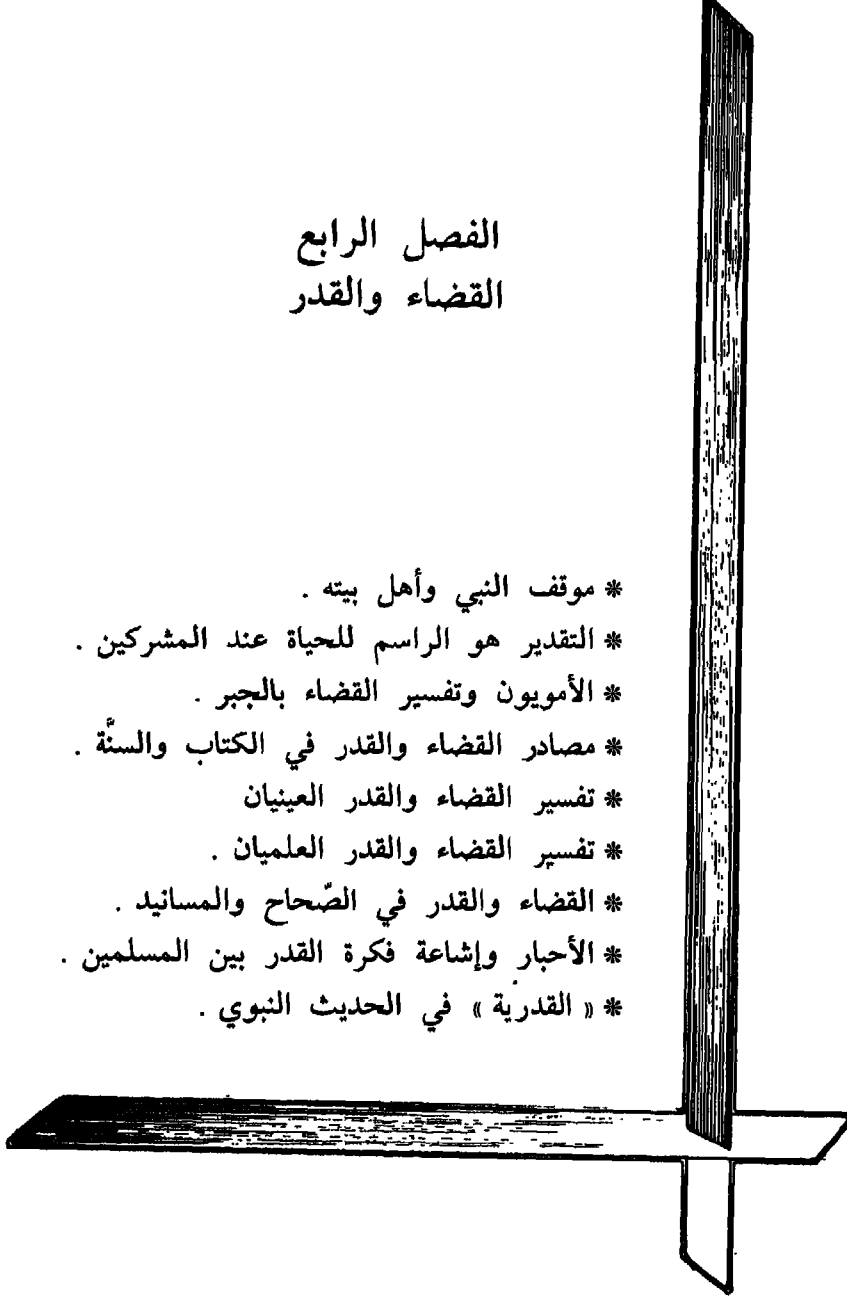 الفصل الرابع
القضاء والقدر
* موقف النبي وأهل بيته .
* التقدير هو الراسم للحياة عند المشركين .
* الأمويون وتفسير القضاء بالجبر .
* مصادر القضاء والقدر في الكتاب والسنَّة .
* تفسير القضاء والقدر العينيان
* تفسير القضاء والقدر العلميان .
* القضاء والقدر في الصّحاح والمسانيد .
* الأحبار وإشاعة فكرة القدر بين المسلمين .
* « القدرية » في الحديث النبوي .